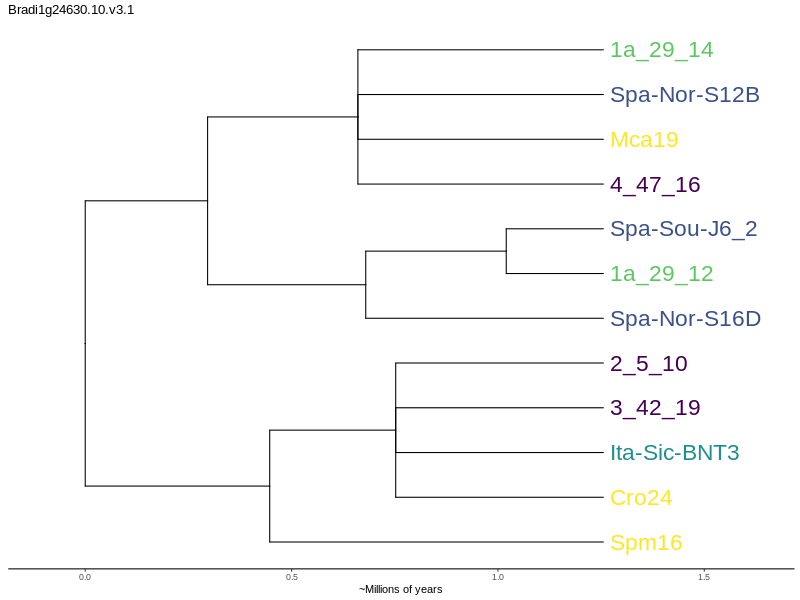 Bradi1g24630.10.v3.1
1a_29_14
Spa-Nor-S12B
Mca19
4_47_16
Spa-Sou-J6_2
1a_29_12
Spa-Nor-S16D
2_5_10
3_42_19
Ita-Sic-BNT3
Cro24
Spm16
0.0 0.5 1.0 1.5
~Millions of years